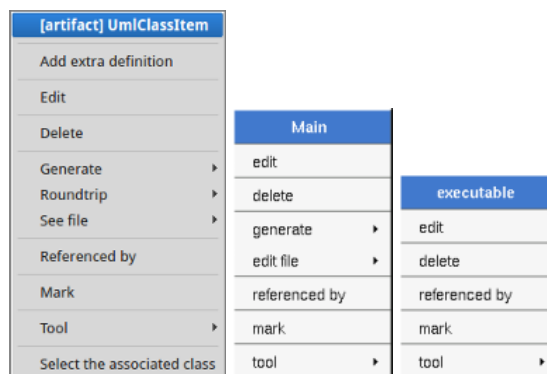 [artifact] UmlClassItem
Add extra definition
Edit
Delete
Generate
Roundtrip
See file
Referenced by
Mark
Tool
Select the associated class
Main
edit
delete
generate
edit file
referenced by
mark
tool
executable
edit
delete
referenced by
mark
tool